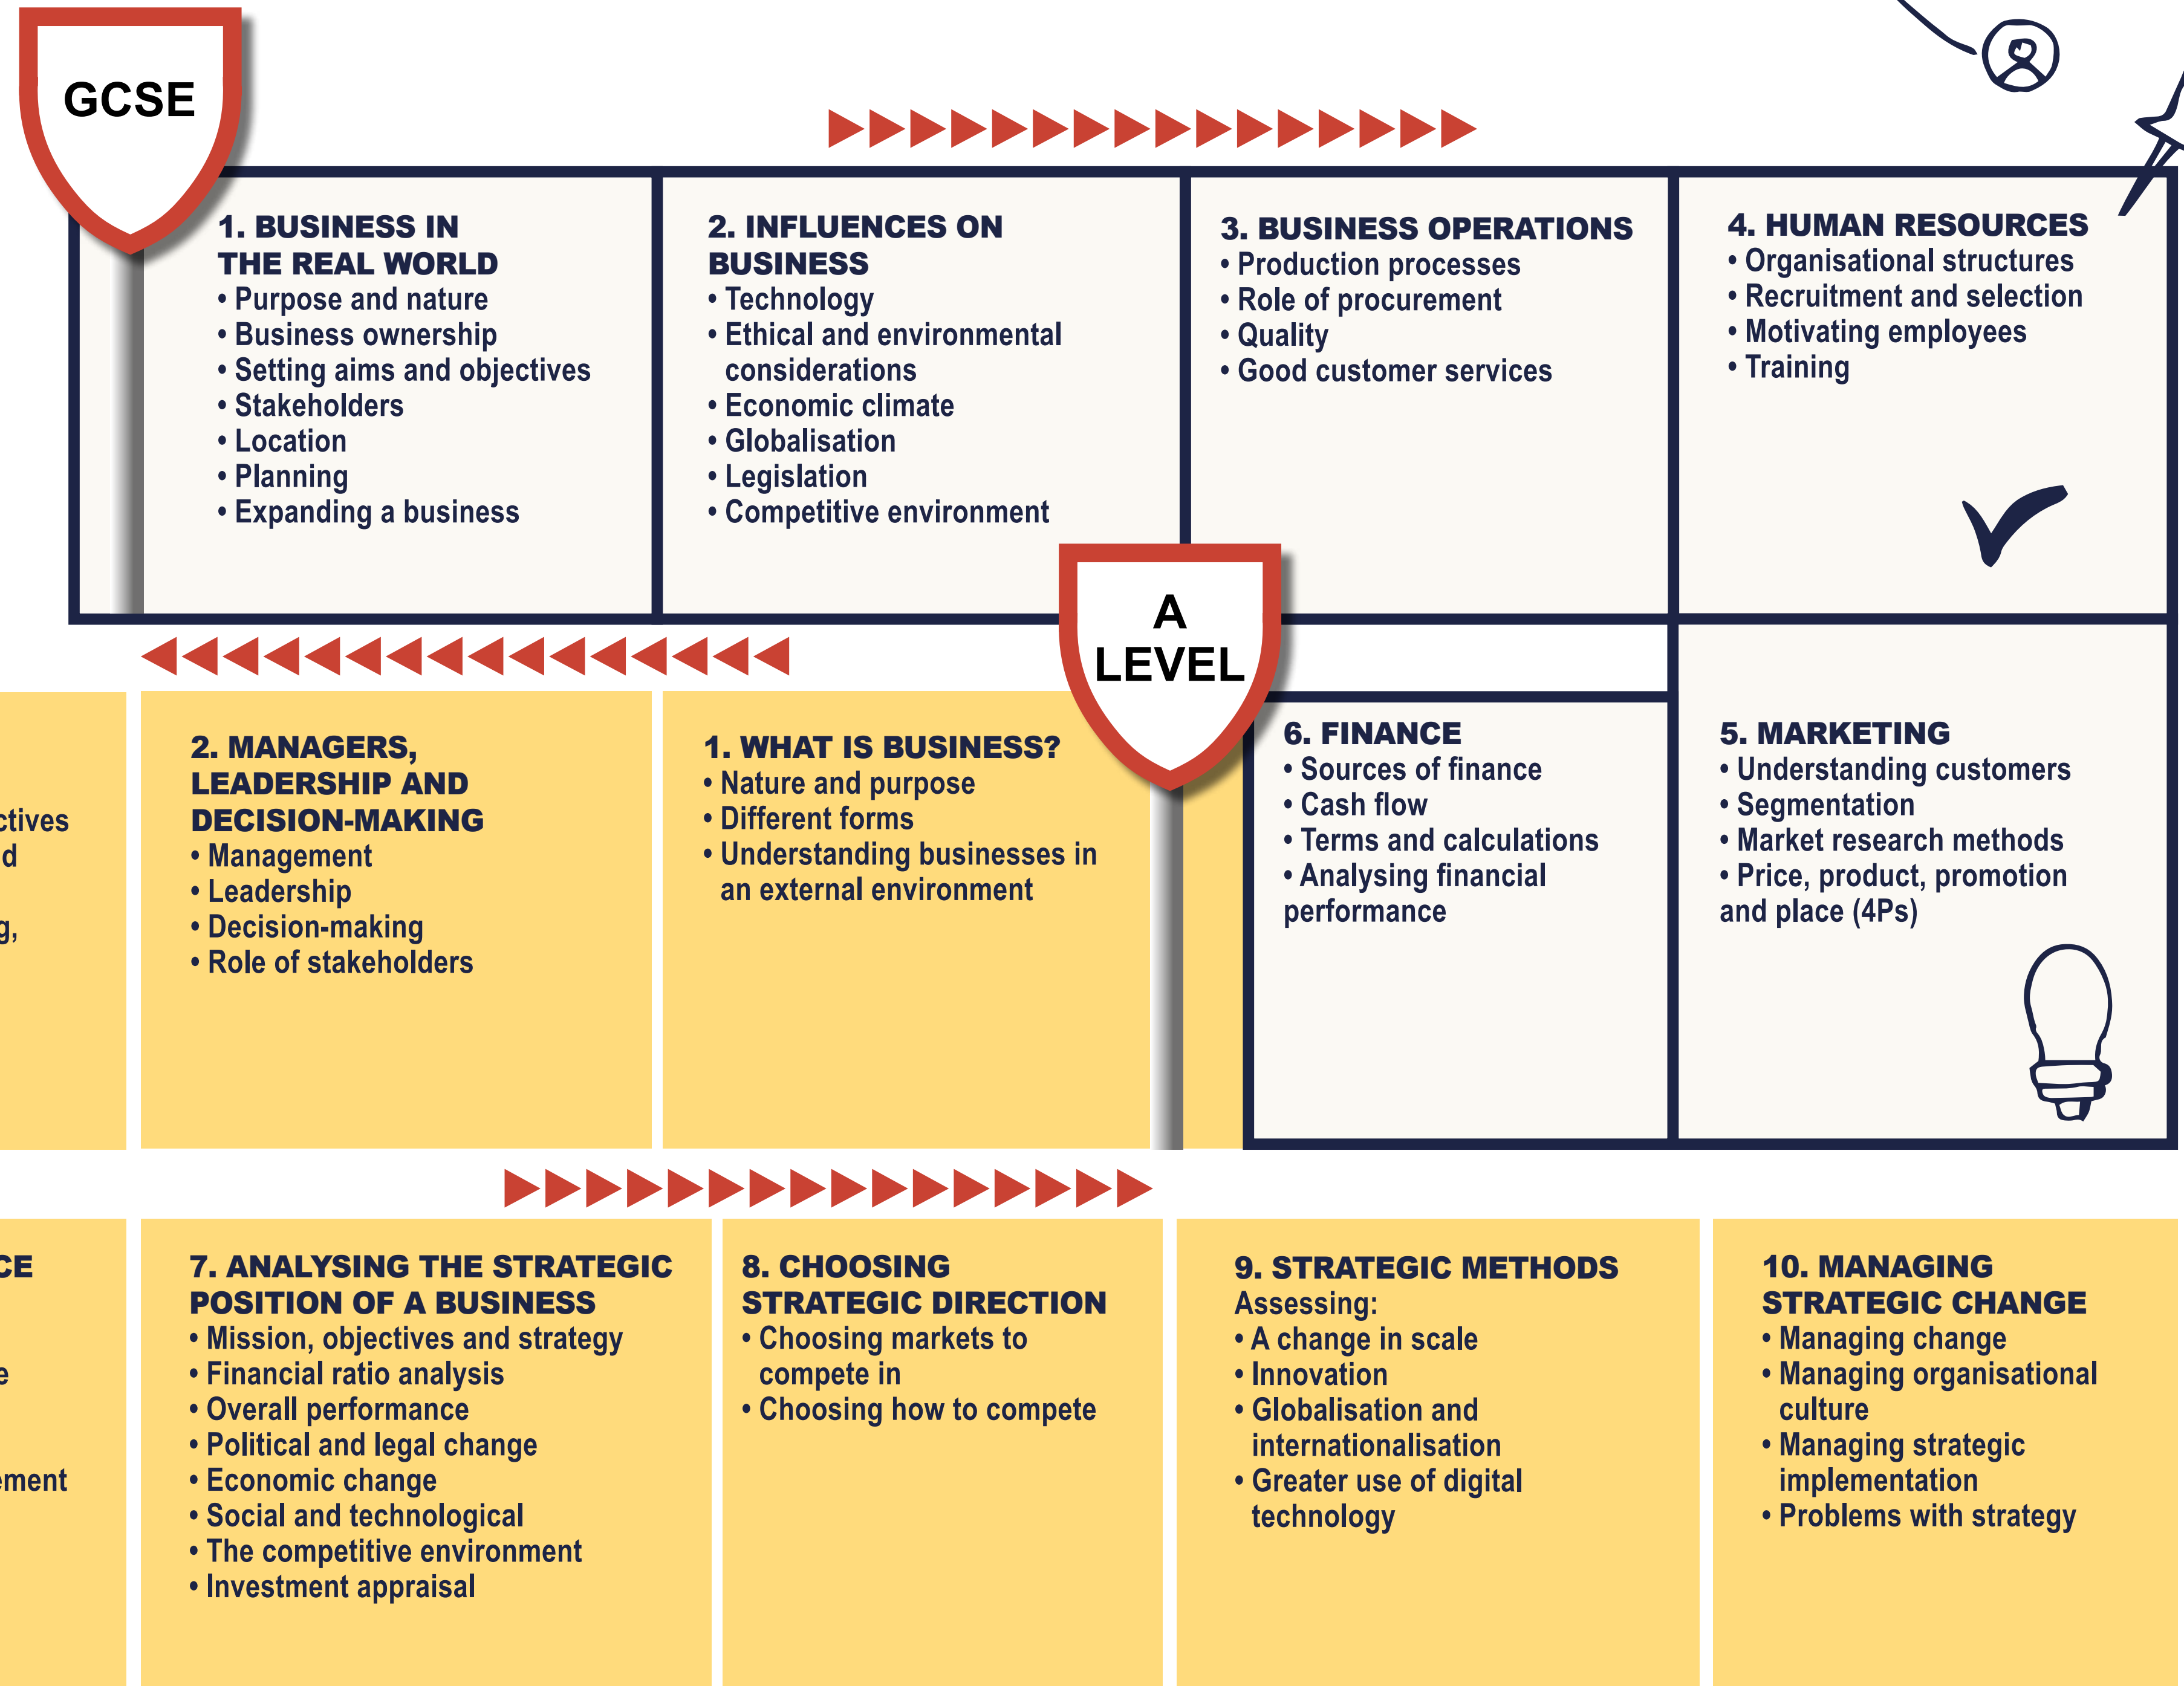 GCSE
1. BUSINESS IN
THE REAL WORLD
• Purpose and nature
• Business ownership
• Setting aims and objectives
• Stakeholders
• Location
• Planning
• Expanding a business
2. INFLUENCES ON
BUSINESS
• Technology
• Ethical and environmental
considerations
• Economic climate
• Globalisation
• Legislation
• Competitive environment
3. BUSINESS OPERATIONS
• Production processes
• Role of procurement
• Quality
• Good customer services
4. HUMAN RESOURCES
• Organisational structures
• Recruitment and selection
• Motivating employees
• Training
5. MARKETING
• Understanding customers
• Segmentation
• Market research methods
• Price, product, promotion
and place (4Ps)
6. FINANCE
• Sources of finance
• Cash flow
• Terms and calculations
• Analysing financial
performance
A
LEVEL
1. WHAT IS BUSINESS?
• Nature and purpose
• Different forms
• Understanding businesses in
an external environment
2. MANAGERS,
LEADERSHIP AND
DECISION-MAKING
• Management
• Leadership
• Decision-making
• Role of stakeholders
7. ANALYSING THE STRATEGIC
POSITION OF A BUSINESS
• Mission, objectives and strategy
• Financial ratio analysis
• Overall performance
• Political and legal change
• Economic change
• Social and technological
• The competitive environment
• Investment appraisal
8. CHOOSING
STRATEGIC DIRECTION
• Choosing markets to
compete in
• Choosing how to compete
9. STRATEGIC METHODS
Assessing:
• A change in scale
• Innovation
• Globalisation and
internationalisation
• Greater use of digital
technology
10. MANAGING
STRATEGIC CHANGE
• Managing change
• Managing organisational
culture
• Managing strategic
implementation
• Problems with strategy